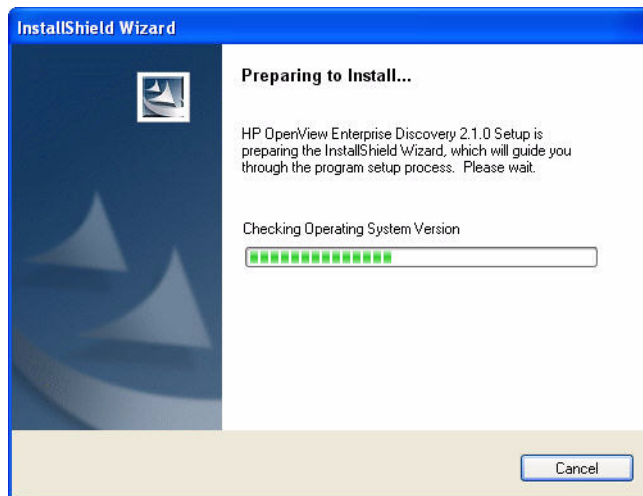 InstallShield Wizard
Preparing to Install...
HP OpenView Enterprise Discovery 2.1.0 Setup is
preparing the InstallShield Wizard, which will guide you
through the program setup process. Please wait.
Checking Operating System Version
Cancel